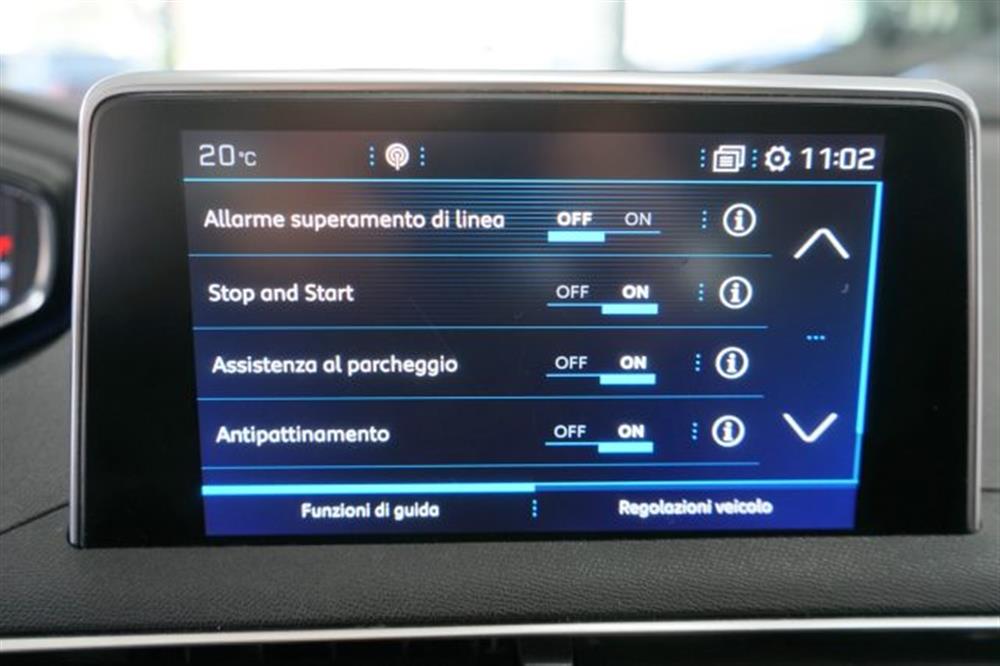 20°C 11:02
Allarme superamento di linea OFF ON
Stop and Start OFF ON
Assistenza al parcheggio OFF ON
Antipattinamento OFF ON
Funzioni di guida Regolazioni veicolo